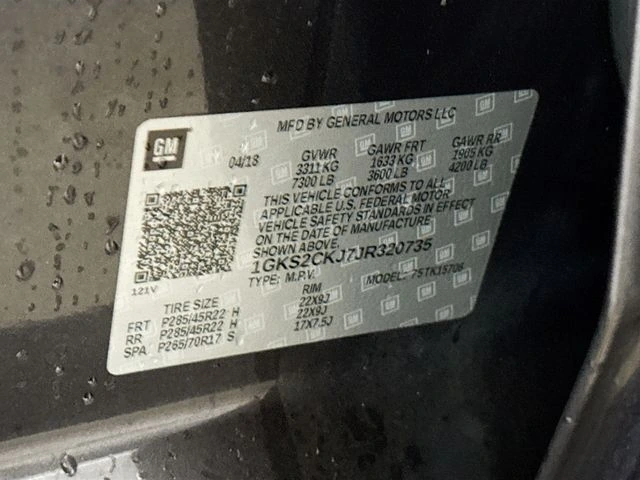 MFD BY GENERAL MOTORS LLC
GM
04/18
GVWR GAWR FRT GAWR RR
3311 KG 1633 KG 1905 KG
7300 LB 3600 LB 4200 LB
THIS VEHICLE CONFORMS TO ALL
APPLICABLE U.S. FEDERAL MOTOR
VEHICLE SAFETY STANDARDS IN EFFECT
ON THE DATE OF MANUFACTURE
SHOWN ABOVE.
1GKS2CKJ7JR320735
121V
TYPE: M.P.V. MODEL: 7STK15706
TIRE SIZE RIM
FRT P285/45R22 H 22X9J
RR P285/45R22 H 22X9J
SPA P265/70R17 S 17X7.5J